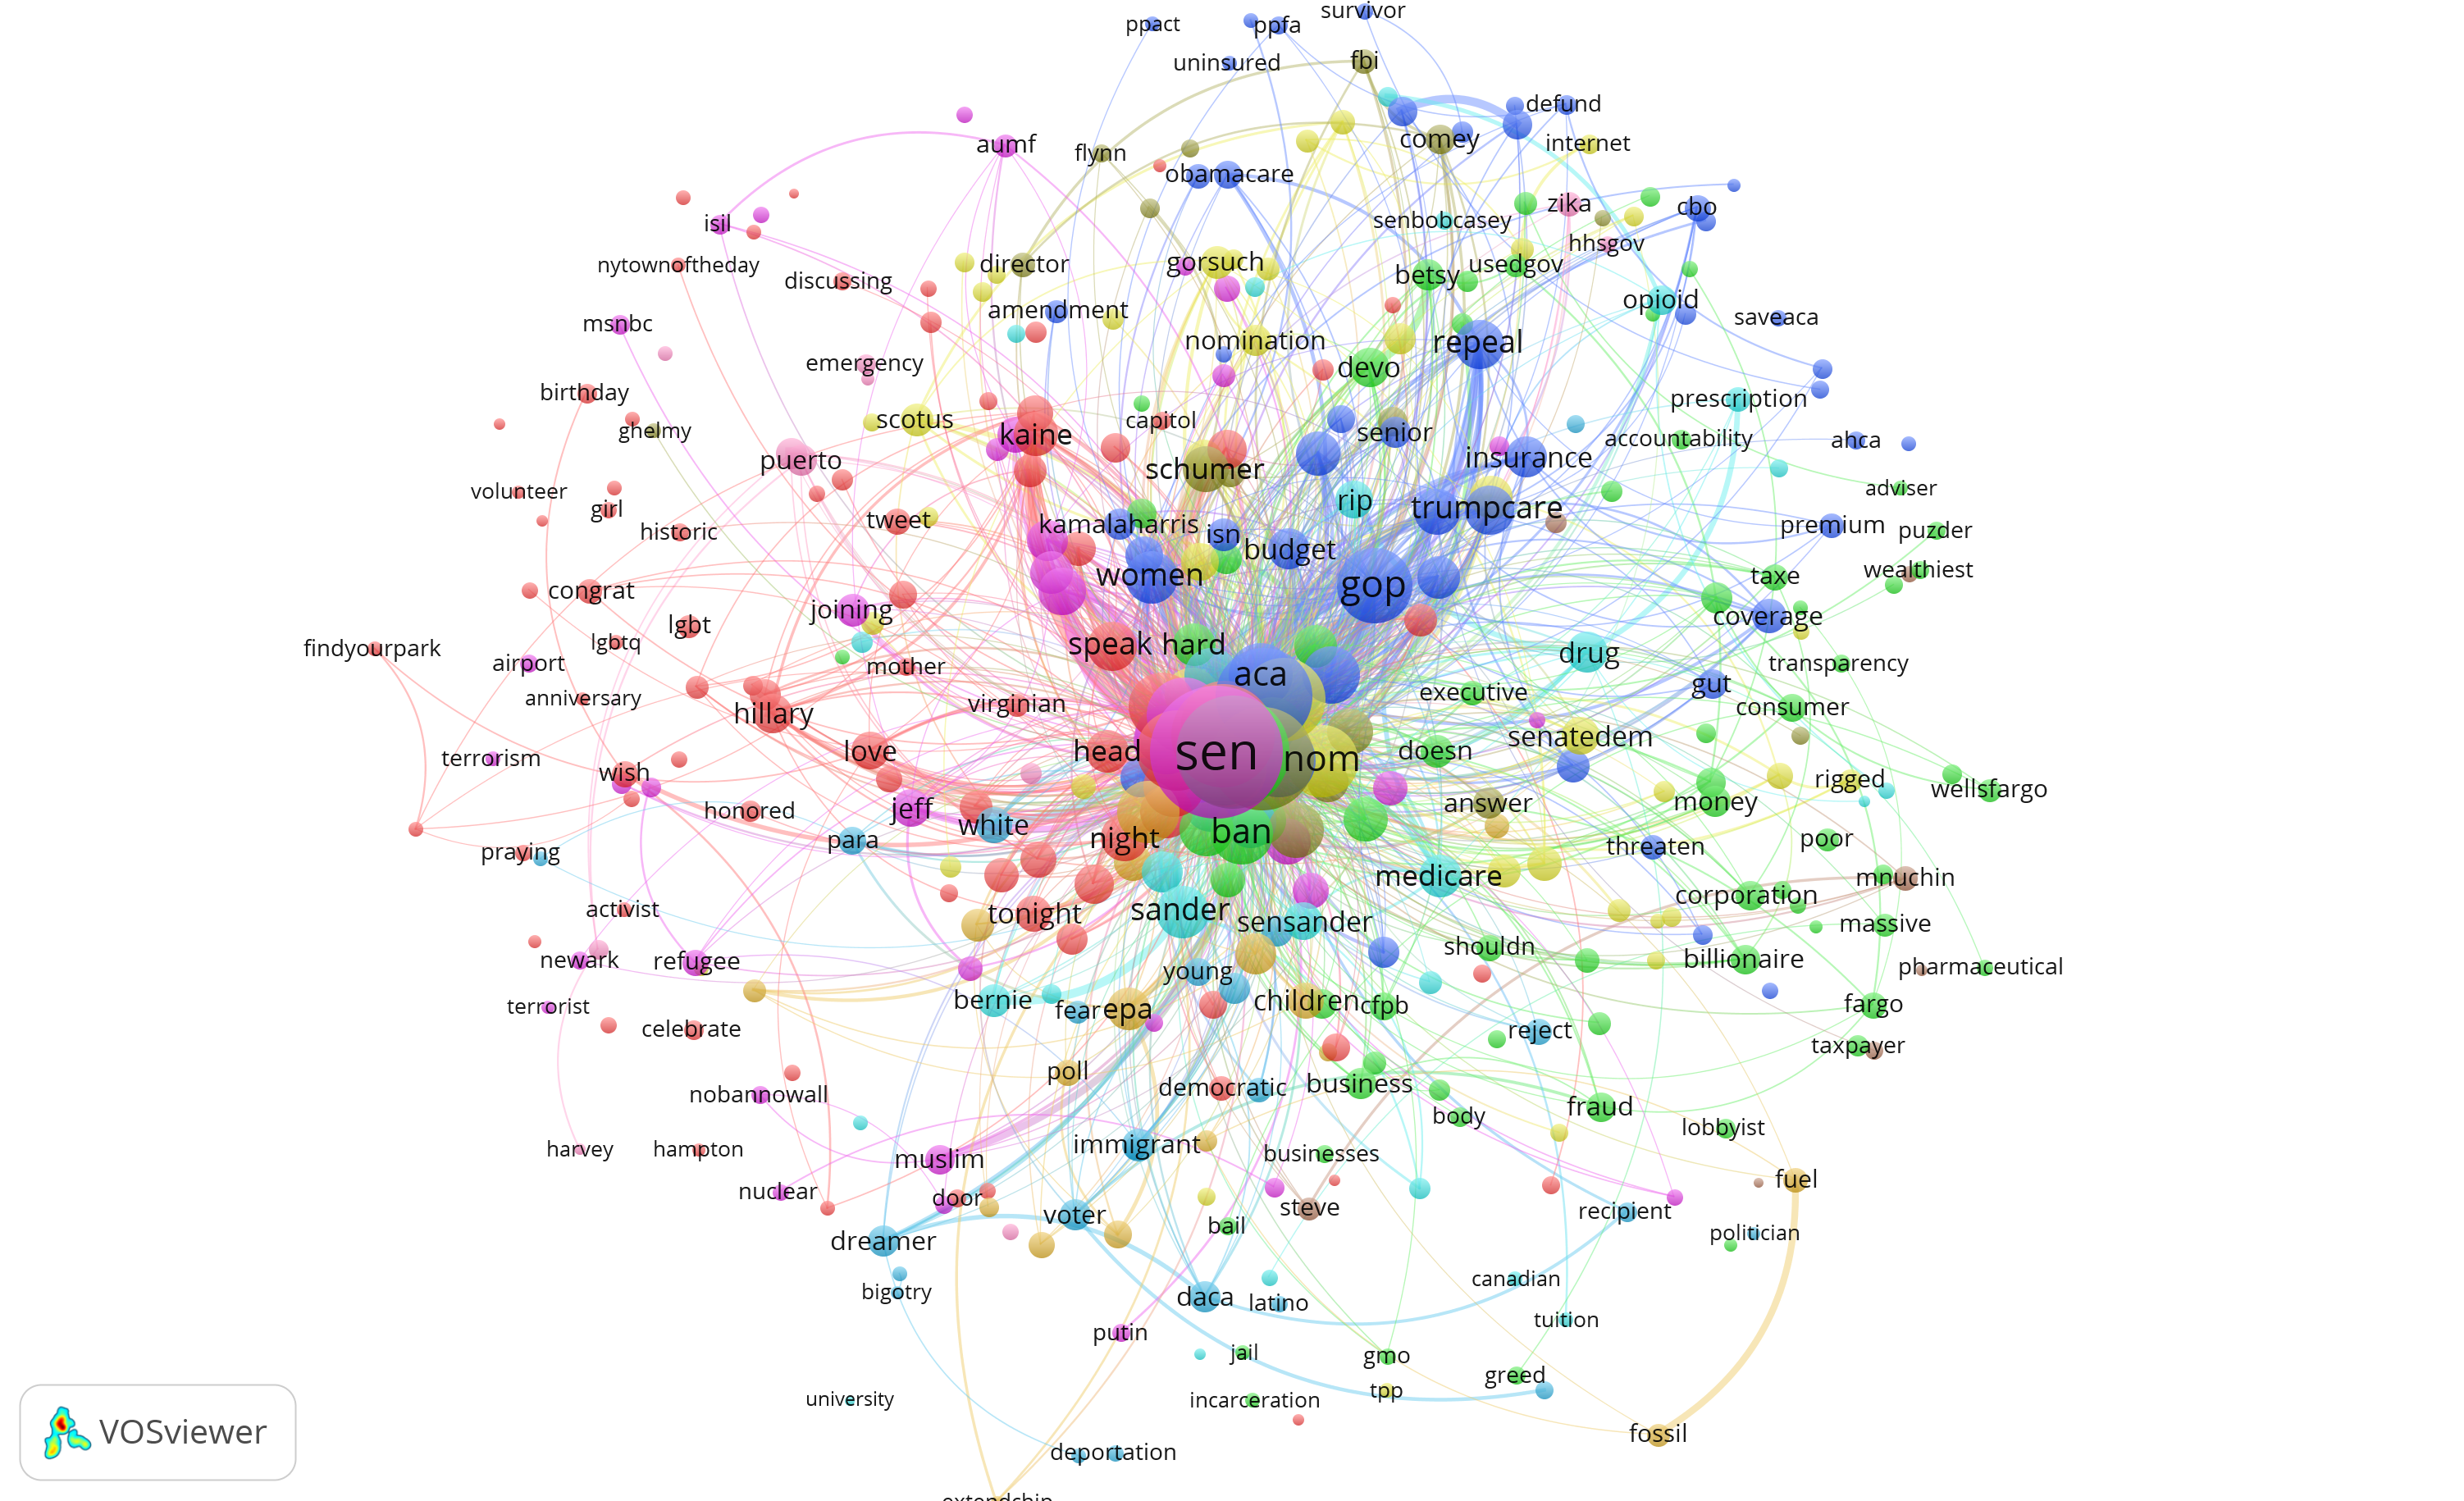 survivor
ppact
ppfa
uninsured
fbi
defund
aumf
flynn
comey
internet
obamacare
isil
senbobcasey
zika
cbo
hhsgov
nytownoftheday
discussing
director
gorsuch
betsy
usedgov
opioid
msnbc
amendment
nomination
repeal
saveaca
emergency
devo
birthday
prescription
ghelmy
scotus
kaine
capitol
senior
accountability
ahca
puerto
schumer
insurance
volunteer
girl
rip
trumpcare
adviser
historic
tweet
kamalaharris
isn
budget
premium
puzder
congrat
women
gop
taxe
wealthiest
joining
coverage
findyourpark
lgbtq
lgbt
airport
mother
speak
hard
aca
drug
transparency
anniversary
hillary
virginian
executive
gut
consumer
terrorism
wish
love
head
sen
nom
doesn
senatedem
rigged
wellsfargo
honored
jeff
white
para
night
ban
answer
money
praying
threaten
poor
medicare
mnuchin
activist
tonight
sander
sensander
corporation
massive
newark
refugee
young
shouldn
billionaire
pharmaceutical
terrorist
celebrate
bernie
fear
epa
children
cfpb
reject
fargo
taxpayer
poll
nobannowall
democratic
business
body
fraud
lobbyist
harvey
hampton
muslim
immigrant
businesses
nuclear
door
voter
bail
steve
recipient
fuel
politician
dreamer
bigotry
daca
latino
canadian
putin
tuition
jail
gmo
greed
tpp
university
incarceration
fossil
deportation
extendchip
VOSviewer